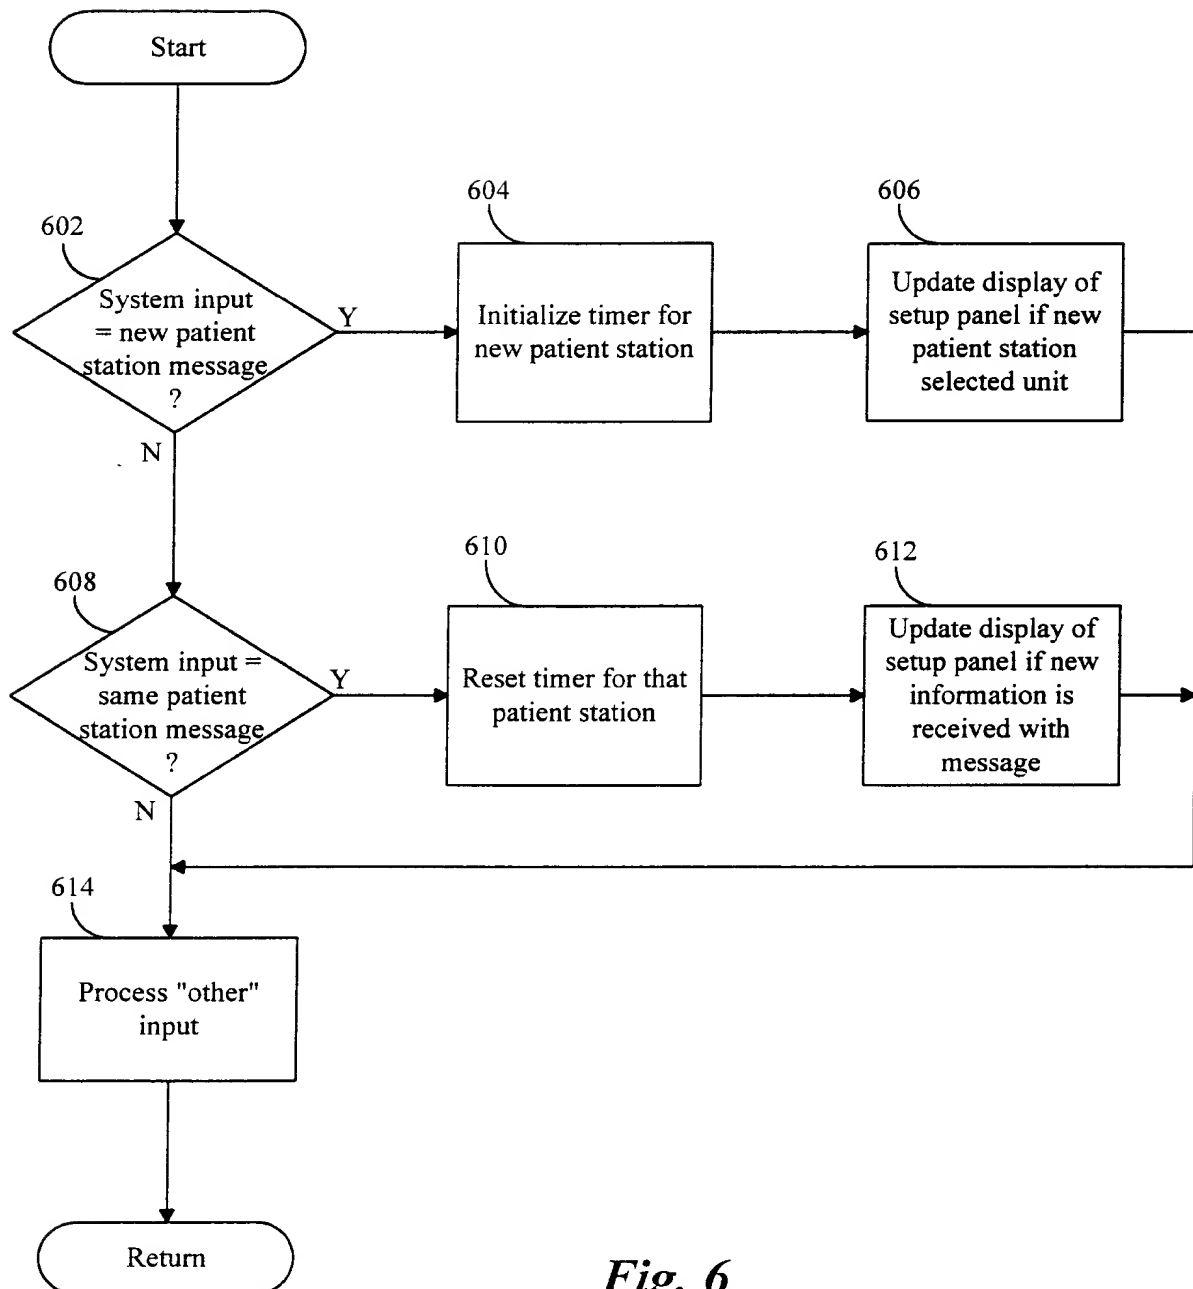 Start
602
System input
= new patient
station message
?
Y
N
604
Initialize timer for
new patient station
606
Update display of
setup panel if new
patient station
selected unit
608
System input =
same patient
station message
?
Y
N
610
Reset timer for that
patient station
612
Update display of
setup panel if new
information is
received with
message
614
Process "other"
input
Return
Fig. 6